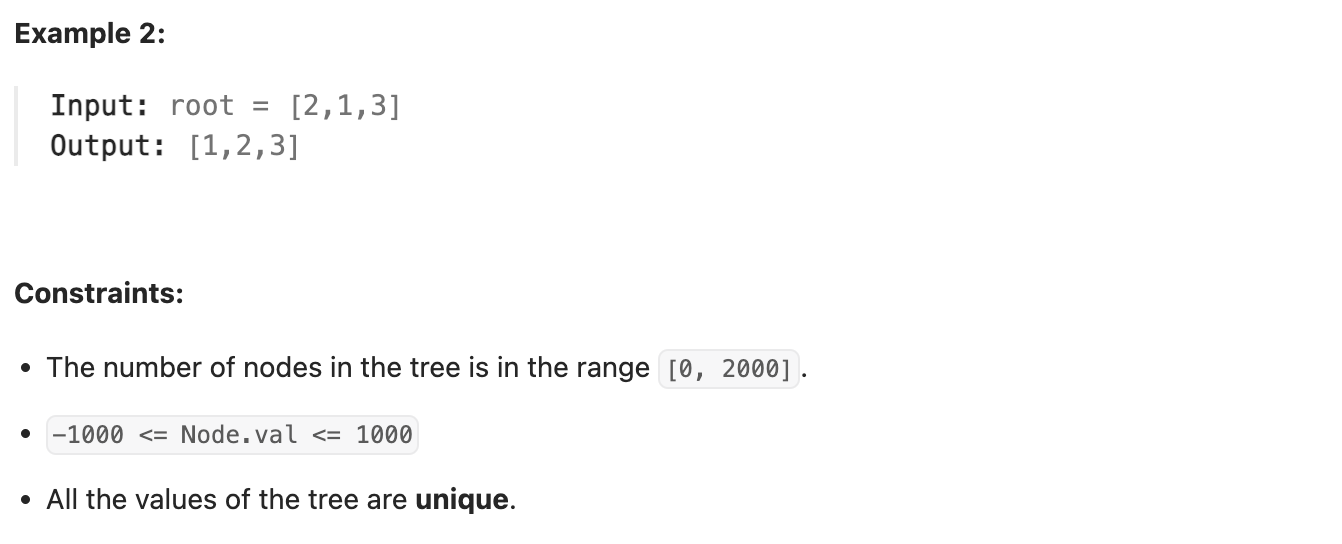 Example 2:
Input: root = [2,1,3]
Output: [1,2,3]
Constraints:
• The number of nodes in the tree is in the range [0, 2000].
• -1000 <= Node.val <= 1000
• All the values of the tree are unique.